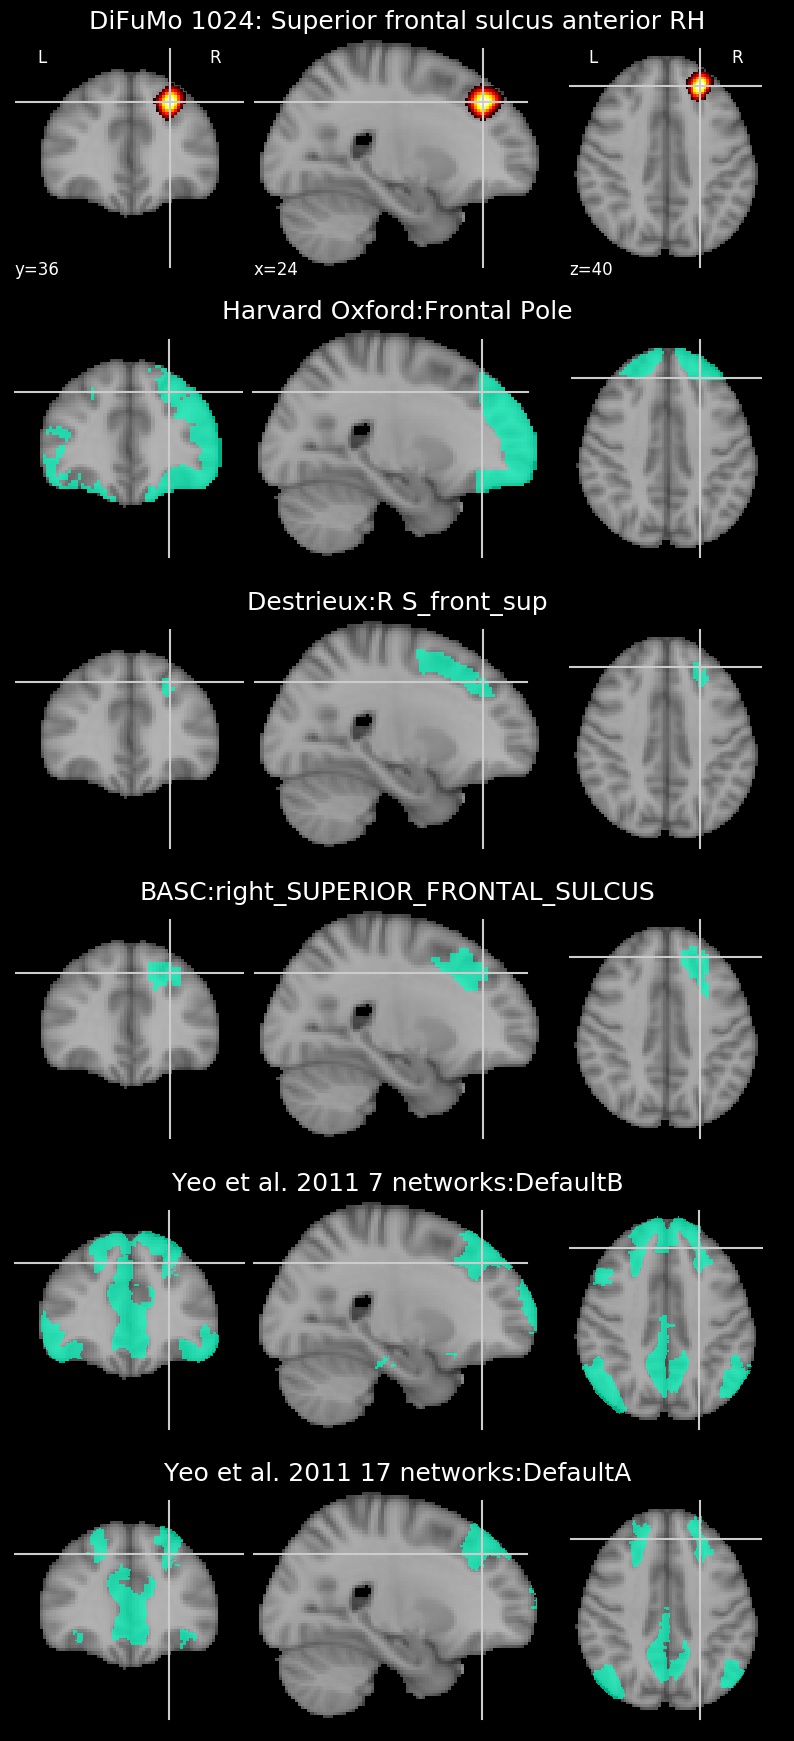 DiFuMo 1024: Superior frontal sulcus anterior RH
L R L R
y=36 x=24 z=40
Harvard Oxford:Frontal Pole
Destrieux:R S_front_sup
BASC:right_SUPERIOR_FRONTAL_SULCUS
Yeo et al. 2011 7 networks:DefaultB
Yeo et al. 2011 17 networks:DefaultA